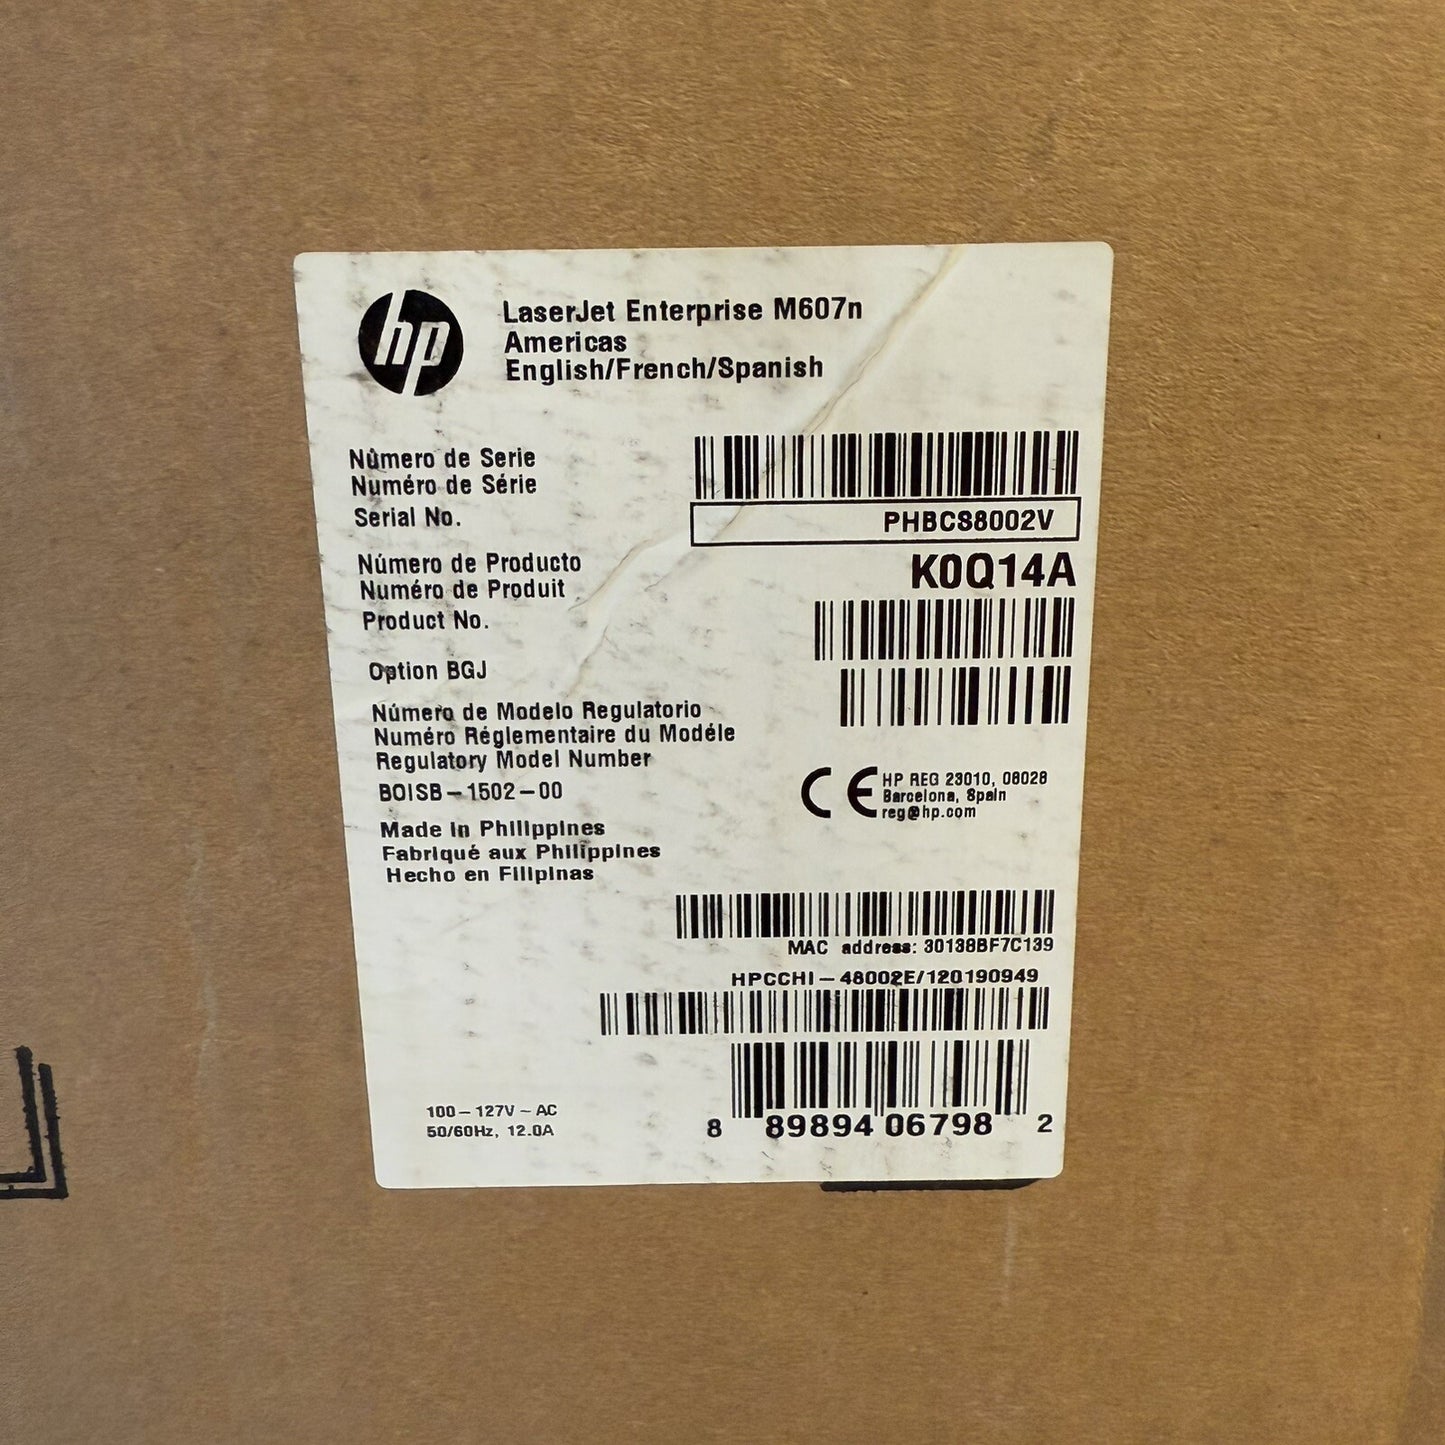 hp
LaserJet Enterprise M607n
Americas
English/French/Spanish
Número de Serie
Numéro de Série
Serial No.
PHBCS8002V
Número de Producto
Numéro de Produit
Product No.
K0Q14A
Option BGJ
Número de Modelo Regulatorio
Numéro Réglementaire du Modéle
Regulatory Model Number
BOISB-1502-00
CE
HP REG 23010, 08028
Barcelona, Spain
reg@hp.com
Made in Philippines
Fabriqué aux Philippines
Hecho en Filipinas
MAC address: 30138BF7C139
HPCCHI-48002E/120190949
100-127V~AC
50/60Hz, 12.0A
8 89894 06798 2